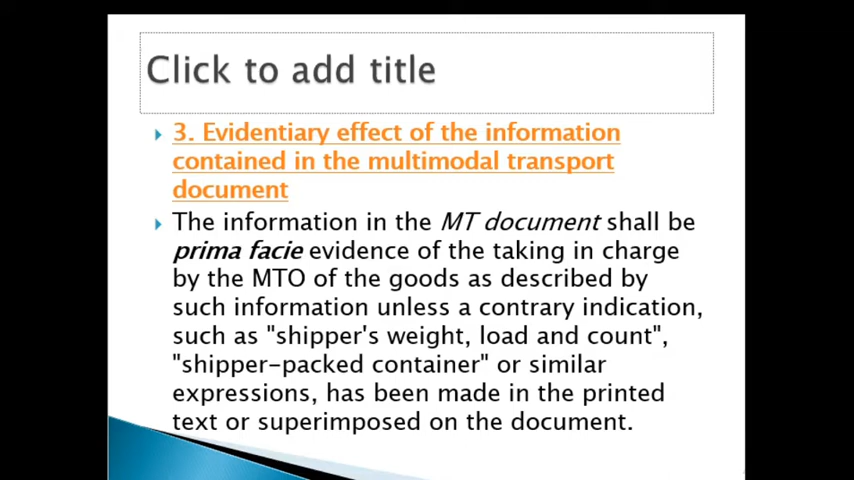 Click to add title
3. Evidentiary effect of the information
contained in the multimodal transport
document
The information in the MT document shall be
prima facie evidence of the taking in charge
by the MTO of the goods as described by
such information unless a contrary indication,
such as "shipper's weight, load and count",
"shipper-packed container" or similar
expressions, has been made in the printed
text or superimposed on the document.